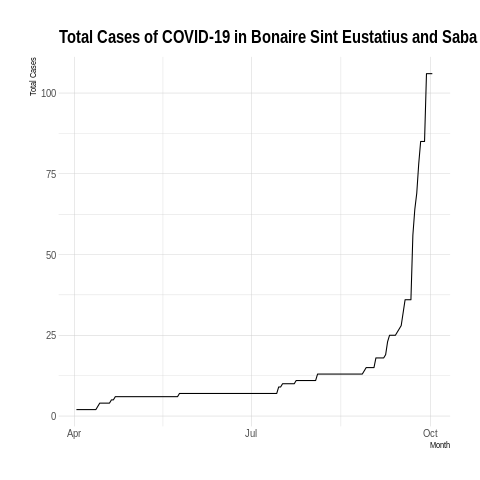 Total Cases of COVID-19 in Bonaire Sint Eustatius and Saba
Total Cases
100
75
50
25
0
Apr Jul Oct
Month